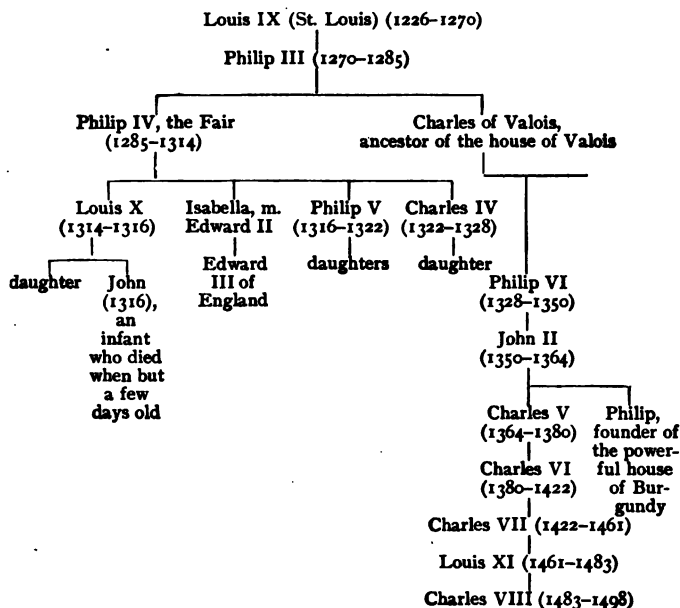 Louis IX (St. Louis) (1226–1270)
Philip III (1270–1285)
Philip IV, the Fair
(1285–1314)
Charles of Valois,
ancestor of the house of Valois
Louis X
(1314–1316)
Isabella, m.
Edward II
Philip V
(1316–1322)
Charles IV
(1322–1328)
daughter
John
(1316),
an
infant
who died
when but
a few
days old
Edward
III of
England
daughters
daughter
Philip VI
(1328–1350)
John II
(1350–1364)
Charles V
(1364–1380)
Philip,
founder of
the power-
ful house
of Bur-
gundy
Charles VI
(1380–1422)
Charles VII (1422–1461)
Louis XI (1461–1483)
Charles VIII (1483–1498)